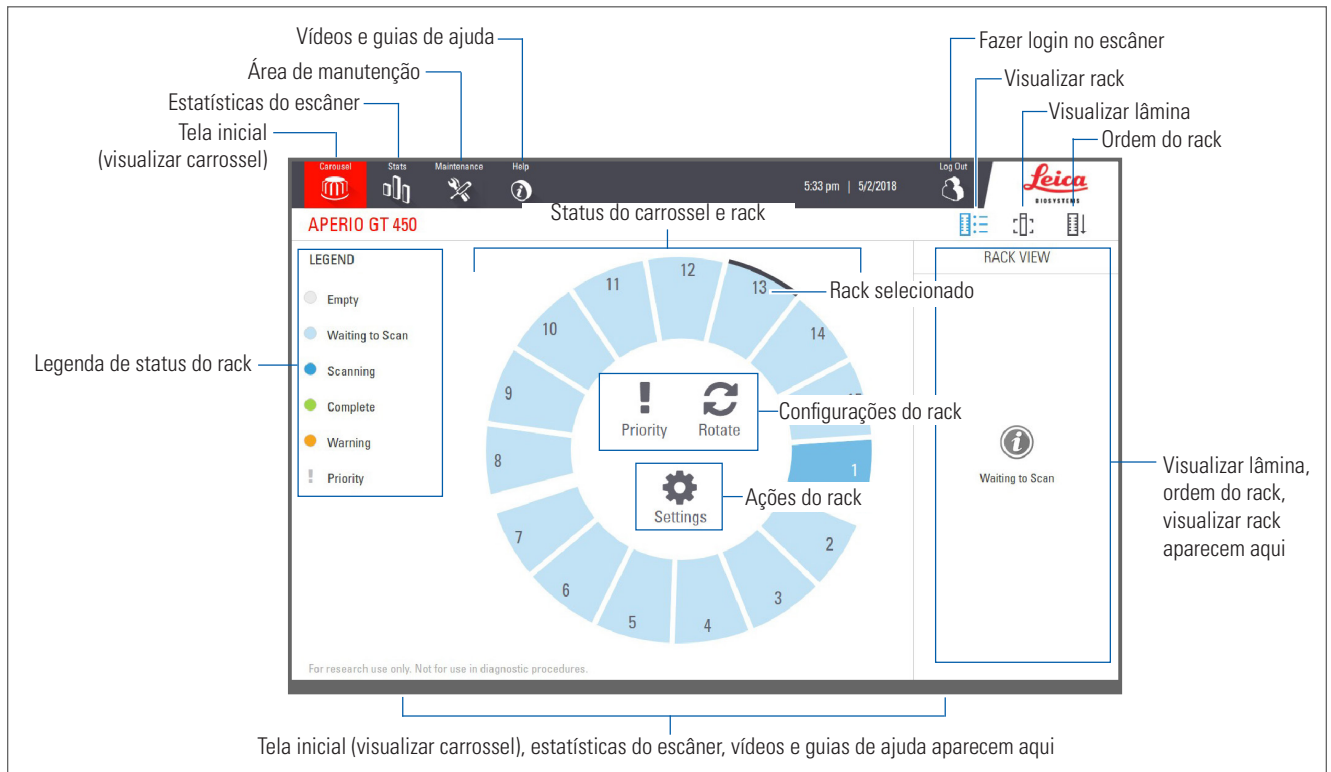 Vídeos e guias de ajuda
Fazer login no escâner
Área de manutenção
Visualizar rack
Estatísticas do escâner
Visualizar lâmina
Tela inicial
(visualizar carrossel)
Ordem do rack
Carousel
Stats
Maintenance
Help
5:33 pm | 5/2/2018
Log Out
Leica
BIOSYSTEMS
APERIO GT 450
Status do carrossel e rack
LEGEND
Empty
Waiting to Scan
Scanning
Complete
Warning
! Priority
Legenda de status do rack
11
12
13
Rack selecionado
10
14
9
8
1
7
2
6
3
5
4
!
Priority
Rotate
Configurações do rack
Settings
Ações do rack
RACK VIEW
i
Waiting to Scan
Visualizar lâmina,
ordem do rack,
visualizar rack
aparecem aqui
For research use only. Not for use in diagnostic procedures.
Tela inicial (visualizar carrossel), estatísticas do escâner, vídeos e guias de ajuda aparecem aqui